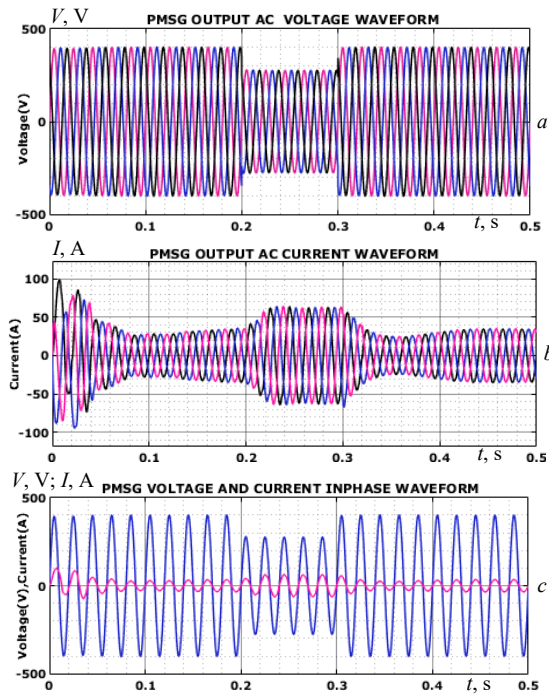 V, V
PMSG OUTPUT AC VOLTAGE WAVEFORM
500
0
-500
Voltage(V)
0 0.1 0.2 0.3 0.4 0.5
t, s
a
I, A
PMSG OUTPUT AC CURRENT WAVEFORM
100
50
0
-50
-100
Current(A)
0 0.1 0.2 0.3 0.4 0.5
t, s
b
V, V; I, A
PMSG VOLTAGE AND CURRENT INPHASE WAVEFORM
500
0
-500
Voltage(V),Current(A)
0 0.1 0.2 0.3 0.4 0.5
t, s
c